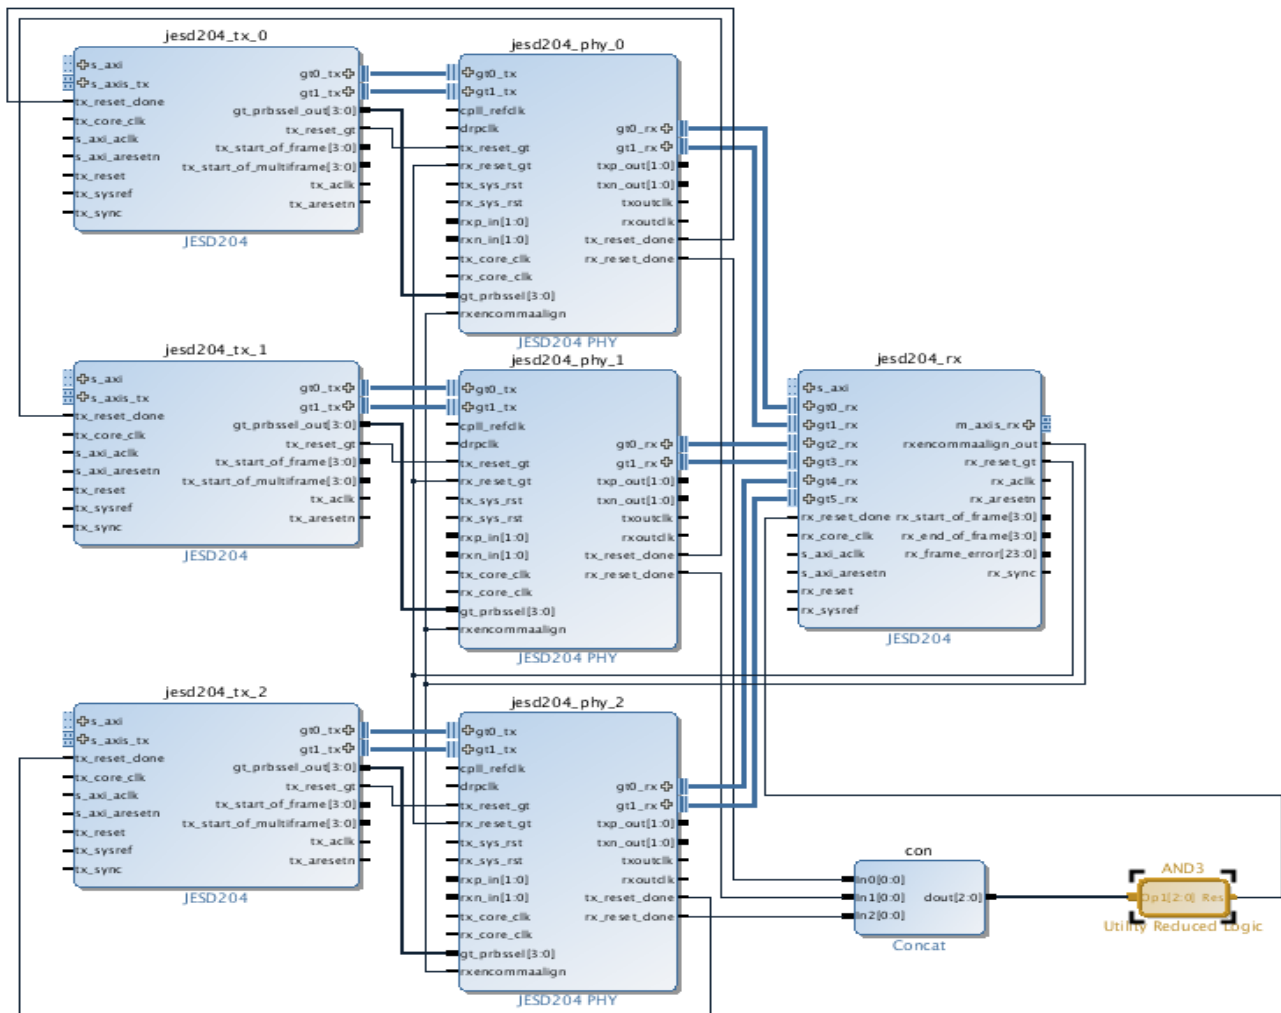 jesd204_tx_0
s_axi
s_axis_tx
tx_reset_done
tx_core_clk
s_axi_aclk
s_axi_aresetn
tx_reset
tx_sysref
tx_sync
gt0_tx
gt1_tx
gt_prbssel_out[3:0]
tx_reset_gt
tx_start_of_frame[3:0]
tx_start_of_multiframe[3:0]
tx_aclk
tx_aresetn
JESD204
jesd204_phy_0
gt0_tx
gt1_tx
cpll_refclk
drpclk
tx_reset_gt
rx_reset_gt
tx_sys_rst
rx_sys_rst
rxp_in[1:0]
rxn_in[1:0]
tx_core_clk
rx_core_clk
gt_prbssel[3:0]
rxencommaalign
gt0_rx
gt1_rx
txp_out[1:0]
txn_out[1:0]
txoutclk
rxoutclk
tx_reset_done
rx_reset_done
JESD204 PHY
jesd204_tx_1
s_axi
s_axis_tx
tx_reset_done
tx_core_clk
s_axi_aclk
s_axi_aresetn
tx_reset
tx_sysref
tx_sync
gt0_tx
gt1_tx
gt_prbssel_out[3:0]
tx_reset_gt
tx_start_of_frame[3:0]
tx_start_of_multiframe[3:0]
tx_aclk
tx_aresetn
JESD204
jesd204_phy_1
gt0_tx
gt1_tx
cpll_refclk
drpclk
tx_reset_gt
rx_reset_gt
tx_sys_rst
rx_sys_rst
rxp_in[1:0]
rxn_in[1:0]
tx_core_clk
rx_core_clk
gt_prbssel[3:0]
rxencommaalign
gt0_rx
gt1_rx
txp_out[1:0]
txn_out[1:0]
txoutclk
rxoutclk
tx_reset_done
rx_reset_done
JESD204 PHY
jesd204_rx
s_axi
gt0_rx
gt1_rx
gt2_rx
gt3_rx
gt4_rx
gt5_rx
rx_reset_done
rx_core_clk
s_axi_aclk
s_axi_aresetn
rx_reset
rx_sysref
m_axis_rx
rxencommaalign_out
rx_reset_gt
rx_aclk
rx_aresetn
rx_start_of_frame[3:0]
rx_end_of_frame[3:0]
rx_frame_error[23:0]
rx_sync
JESD204
jesd204_tx_2
s_axi
s_axis_tx
tx_reset_done
tx_core_clk
s_axi_aclk
s_axi_aresetn
tx_reset
tx_sysref
tx_sync
gt0_tx
gt1_tx
gt_prbssel_out[3:0]
tx_reset_gt
tx_start_of_frame[3:0]
tx_start_of_multiframe[3:0]
tx_aclk
tx_aresetn
JESD204
jesd204_phy_2
gt0_tx
gt1_tx
cpll_refclk
drpclk
tx_reset_gt
rx_reset_gt
tx_sys_rst
rx_sys_rst
rxp_in[1:0]
rxn_in[1:0]
tx_core_clk
rx_core_clk
gt_prbssel[3:0]
rxencommaalign
gt0_rx
gt1_rx
txp_out[1:0]
txn_out[1:0]
txoutclk
rxoutclk
tx_reset_done
rx_reset_done
JESD204 PHY
con
In0[0:0]
In1[0:0]
In2[0:0]
dout[2:0]
Concat
AND3
Op1[2:0] Res
Utility Reduced Logic